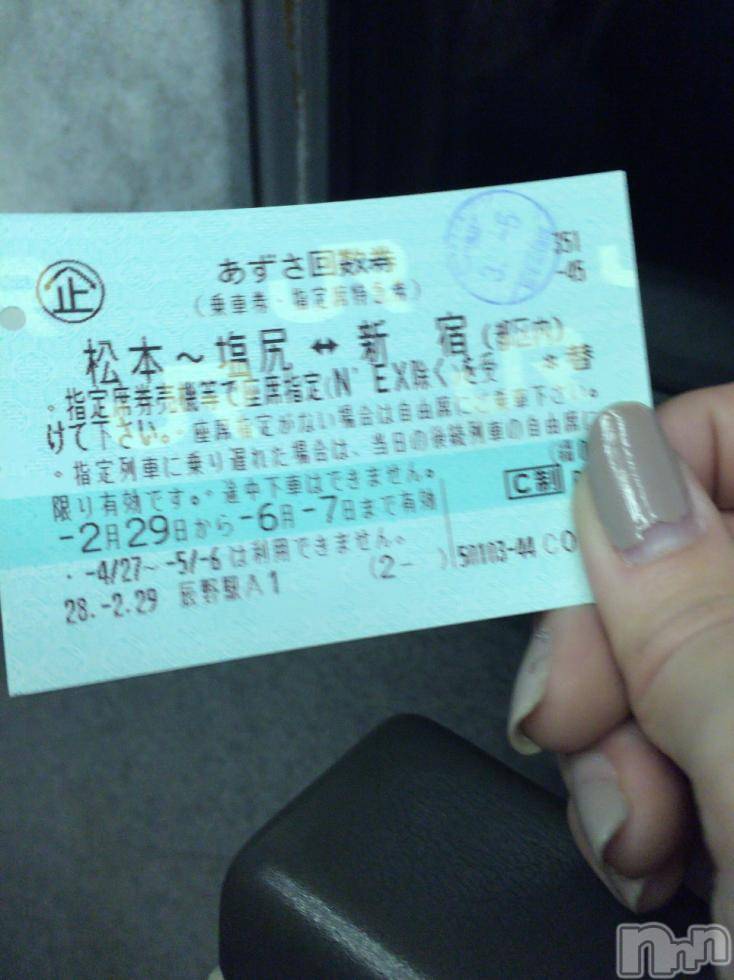 351
-45
あずさ回数券
(乗車券・指定席特急券)
松本~塩尻↔新 宿(都区内)
・指定席券売機等で座席指定(N'EX除く)を受 *替
けて下さい。座席指定がない場合は自由席にご乗車下さい。
・指定列車に乗り遅れた場合は、当日の後続列車の自由席に
限り有効です。・途中下車はできません。
C制
-2月29日から-6月-7日まで有効
・-4/27~-5/-6は利用できません。
28.-2.29 辰野駅A1 (2- ) 50103-44
nnn